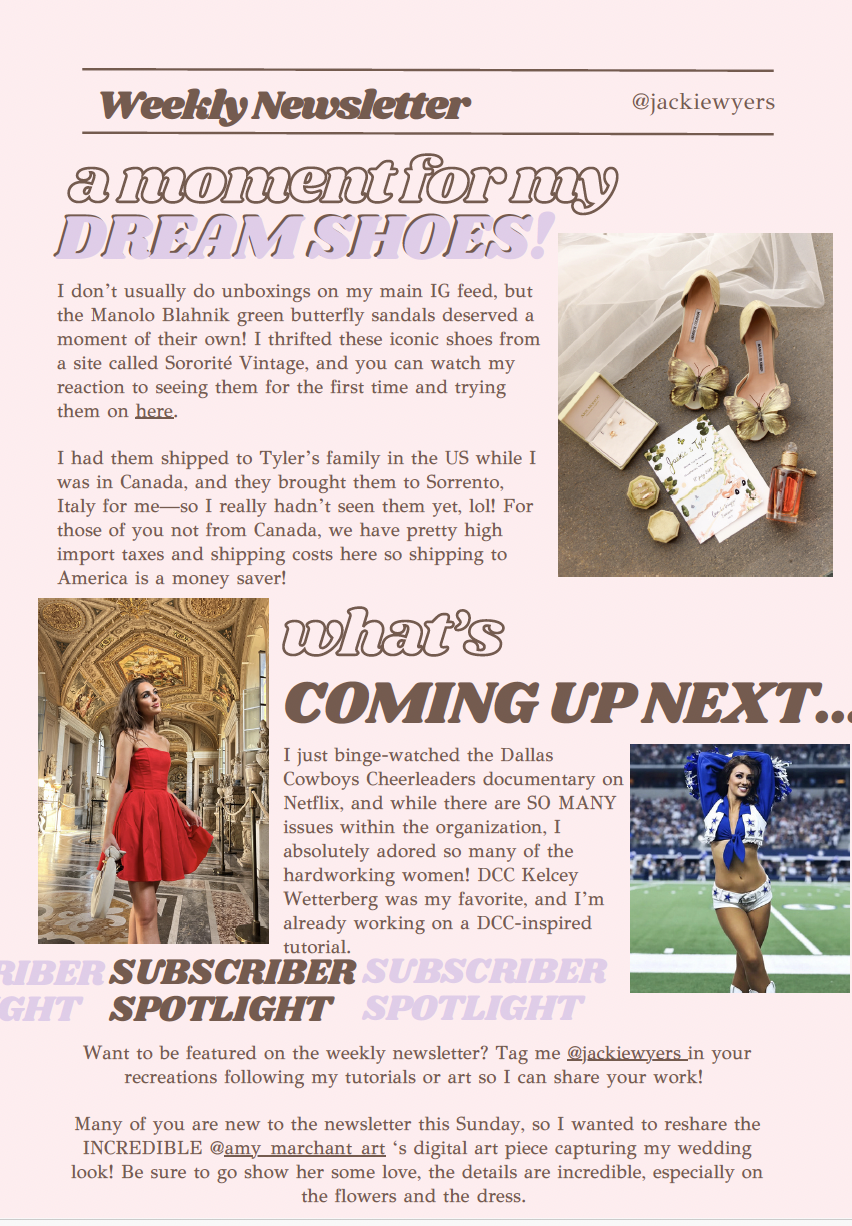 Weekly Newsletter
@jackiewyers
a moment for my
DREAM SHOES!
I don't usually do unboxings on my main IG feed, but
the Manolo Blahnik green butterfly sandals deserved a
moment of their own! I thrifted these iconic shoes from
a site called Sororité Vintage, and you can watch my
reaction to seeing them for the first time and trying
them on here.
I had them shipped to Tyler's family in the US while I
was in Canada, and they brought them to Sorrento,
Italy for me—so I really hadn't seen them yet, lol! For
those of you not from Canada, we have pretty high
import taxes and shipping costs here so shipping to
America is a money saver!
what's
COMING UP NEXT...
I just binge-watched the Dallas
Cowboys Cheerleaders documentary on
Netflix, and while there are SO MANY
issues within the organization, I
absolutely adored so many of the
hardworking women! DCC Kelcey
Wetterberg was my favorite, and I'm
already working on a DCC-inspired
tutorial.
RIBER SUBSCRIBER SUBSCRIBER
IGHT SPOTLIGHT SPOTLIGHT
Want to be featured on the weekly newsletter? Tag me @jackiewyers in your
recreations following my tutorials or art so I can share your work!
Many of you are new to the newsletter this Sunday, so I wanted to reshare the
INCREDIBLE @amy_marchant_art 's digital art piece capturing my wedding
look! Be sure to go show her some love, the details are incredible, especially on
the flowers and the dress.